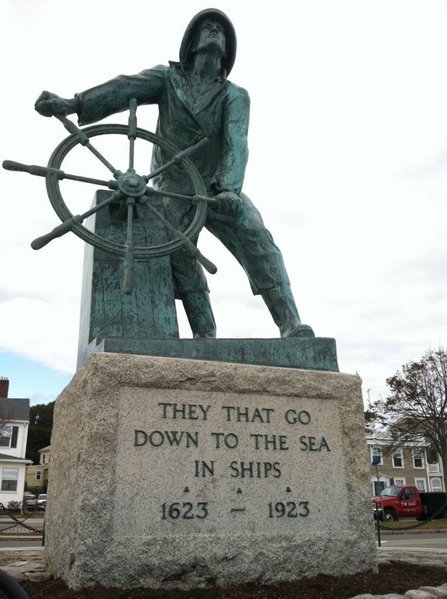 THEY THAT GO
DOWN TO THE SEA
IN SHIPS
1623 — 1923